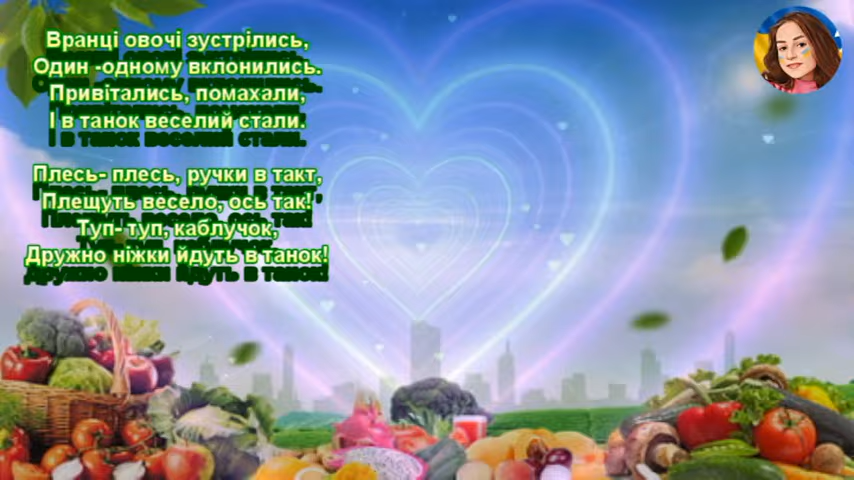 Вранці овочі зустрілись,
Один -одному вклонились.
Привітались, помахали,
І в танок веселий стали.
Плесь- плесь, ручки в такт,
Плещуть весело, ось так!
Туп- туп, каблучок,
Дружно ніжки йдуть в танок!